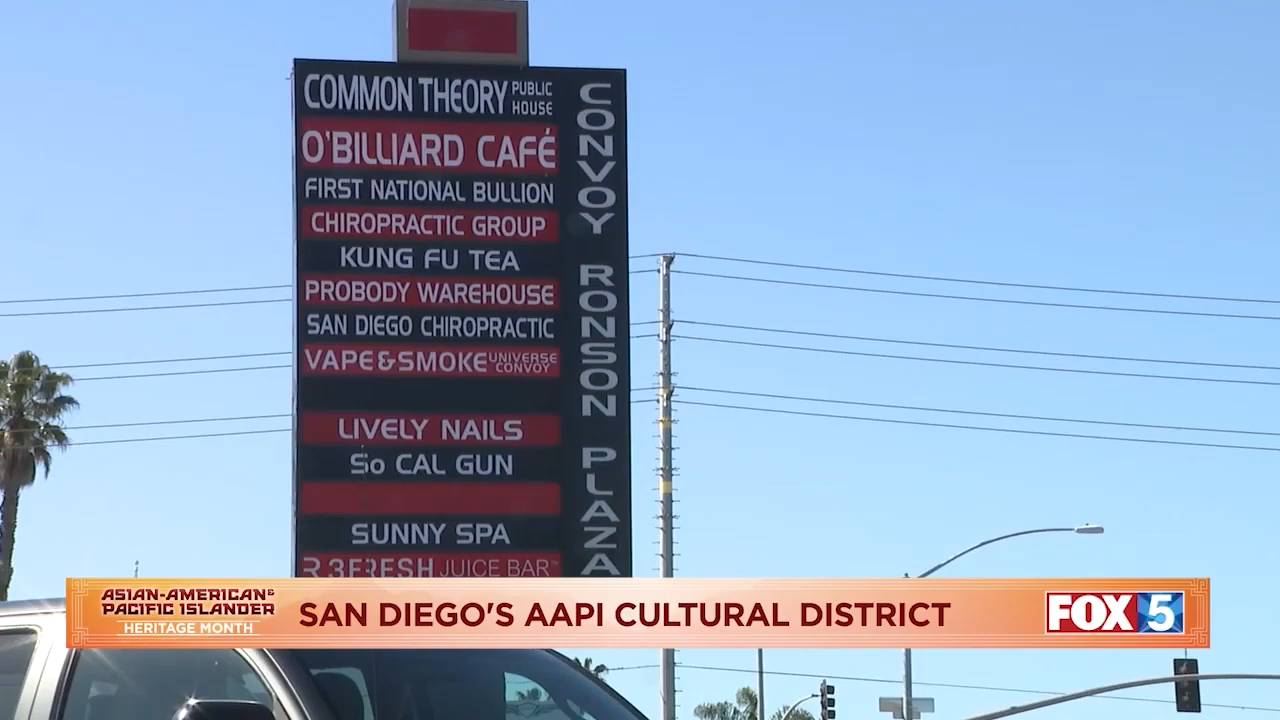 COMMON THEORY PUBLIC HOUSE
O'BILLIARD CAFÉ
FIRST NATIONAL BULLION
CHIROPRACTIC GROUP
KUNG FU TEA
PROBODY WAREHOUSE
SAN DIEGO CHIROPRACTIC
VAPE&SMOKE UNIVERSE CONVOY
LIVELY NAILS
So CAL GUN
SUNNY SPA
R3FRESH JUICE BAR
CONVOY RONSON PLAZA
ASIAN-AMERICAN &
PACIFIC ISLANDER
HERITAGE MONTH
SAN DIEGO'S AAPI CULTURAL DISTRICT
FOX 5